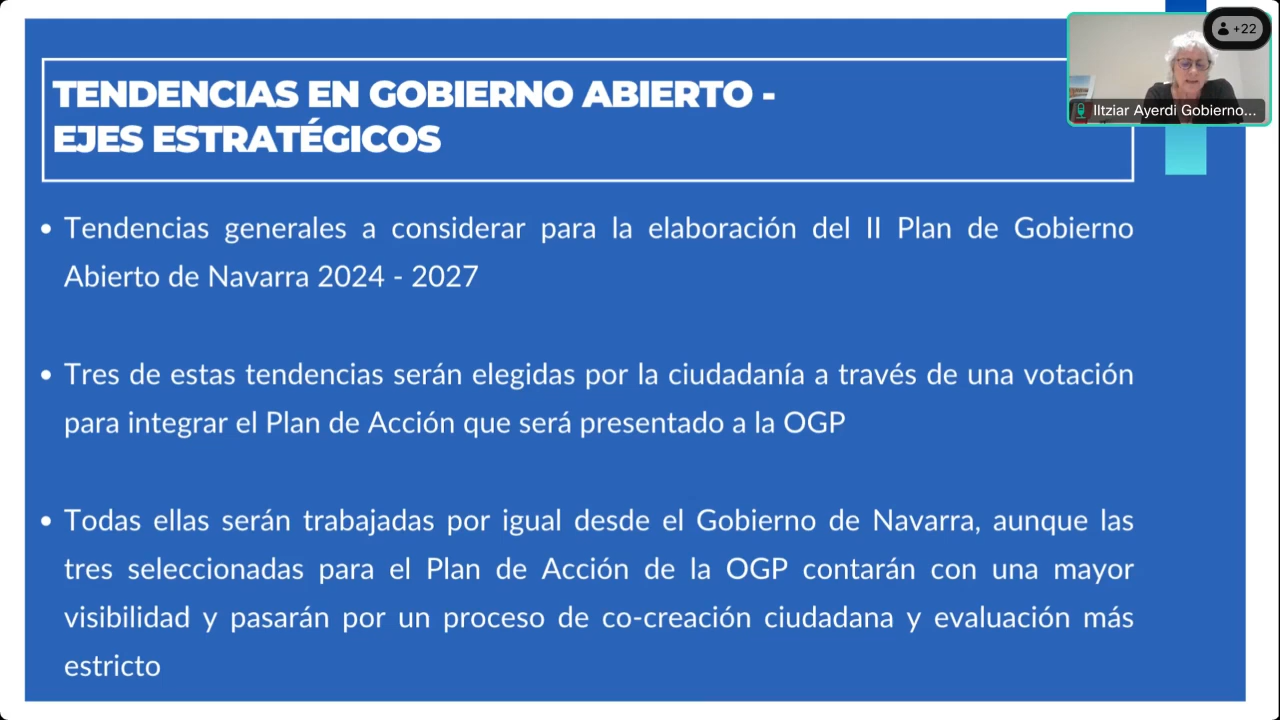 TENDENCIAS EN GOBIERNO ABIERTO -
EJES ESTRATÉGICOS
+22
Iltziar Ayerdi Gobierno...
• Tendencias generales a considerar para la elaboración del II Plan de Gobierno
Abierto de Navarra 2024 - 2027
• Tres de estas tendencias serán elegidas por la ciudadanía a través de una votación
para integrar el Plan de Acción que será presentado a la OGP
• Todas ellas serán trabajadas por igual desde el Gobierno de Navarra, aunque las
tres seleccionadas para el Plan de Acción de la OGP contarán con una mayor
visibilidad y pasarán por un proceso de co-creación ciudadana y evaluación más
estricto